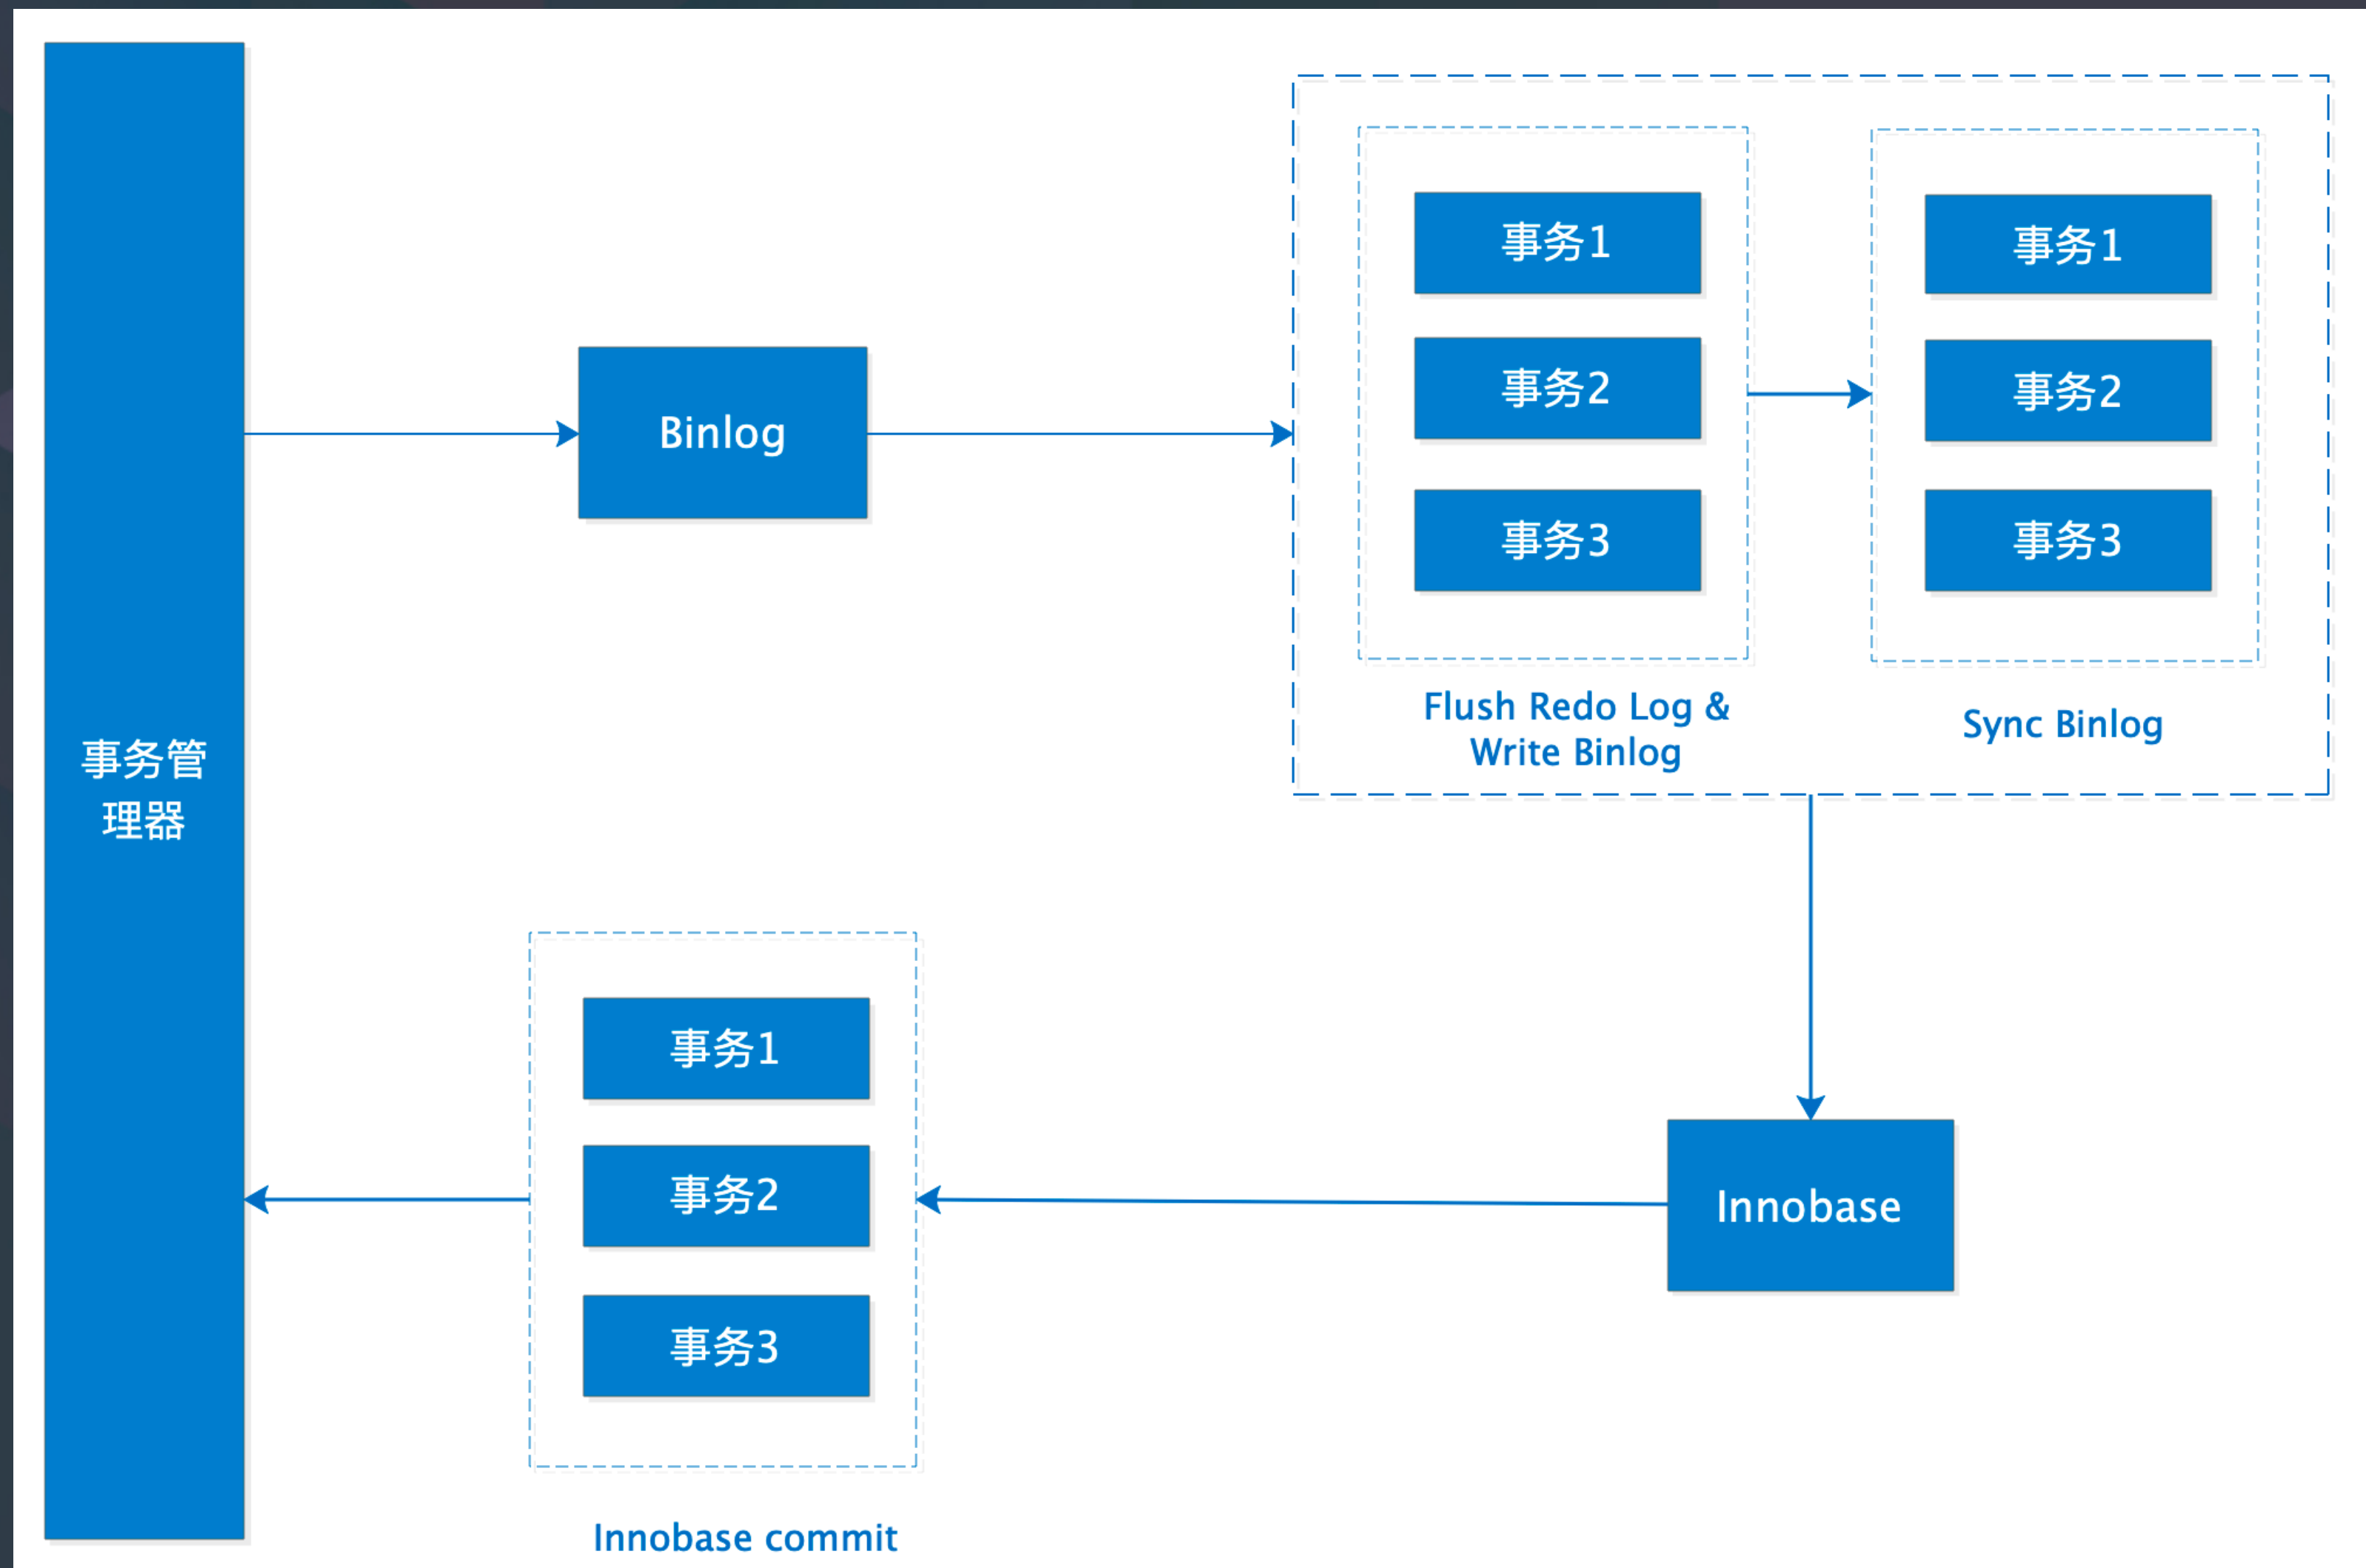 事务管
理器
Binlog
事务1
事务2
事务3
Flush Redo Log &
Write Binlog
事务1
事务2
事务3
Sync Binlog
Innobase
事务1
事务2
事务3
Innobase commit